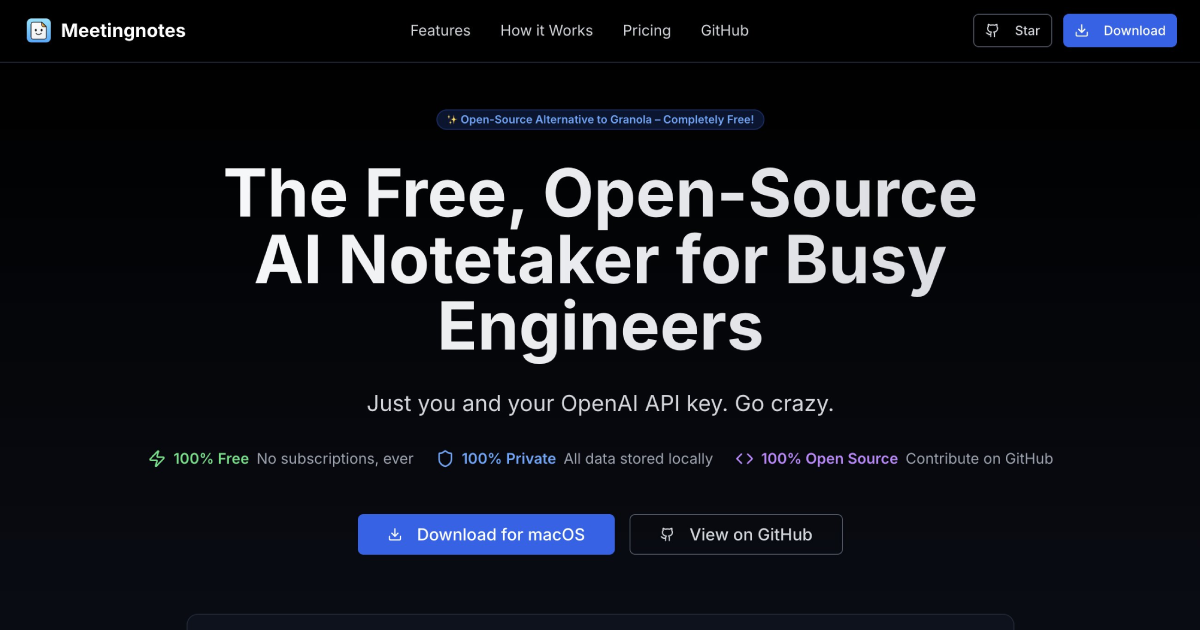 Meetingnotes
Features
How it Works
Pricing
GitHub
Star
Download
✨ Open-Source Alternative to Granola – Completely Free!
The Free, Open-Source
AI Notetaker for Busy
Engineers
Just you and your OpenAI API key. Go crazy.
100% Free No subscriptions, ever
100% Private All data stored locally
100% Open Source Contribute on GitHub
Download for macOS
View on GitHub